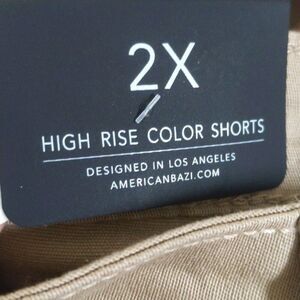 2X
HIGH RISE COLOR SHORTS
DESIGNED IN LOS ANGELES
AMERICANBAZI.COM